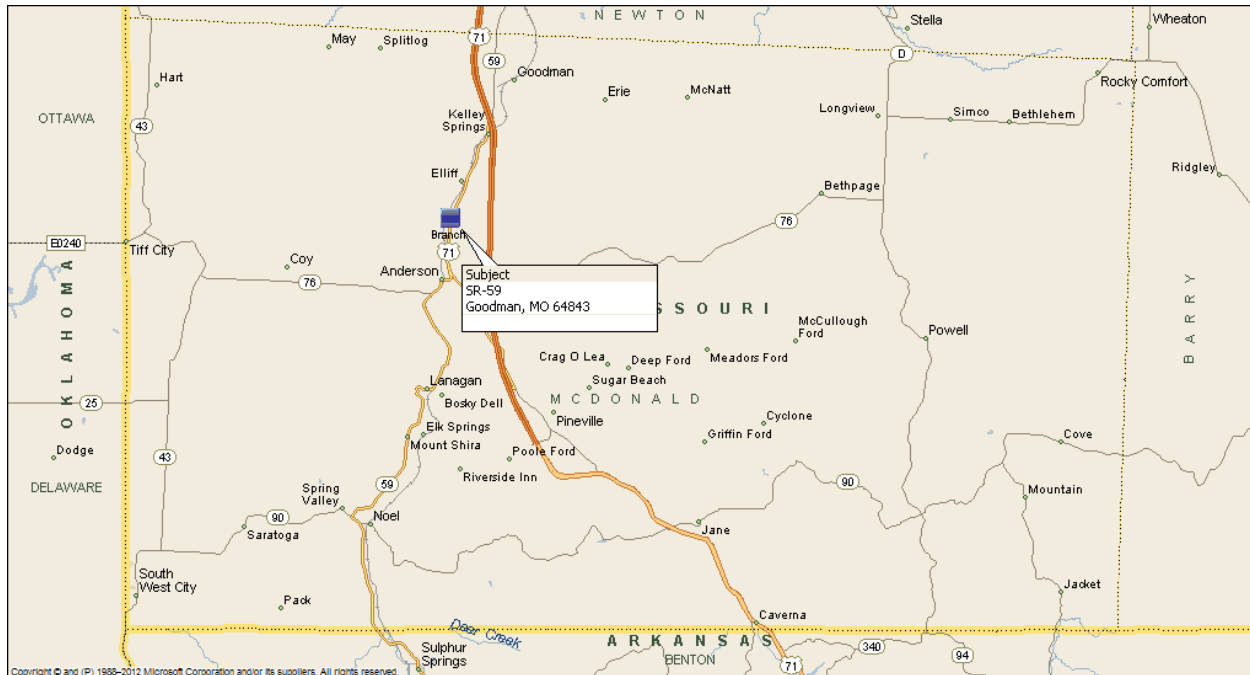 NEWTON
Stella
Wheaton
71
May
Splitlog
59
D
Goodman
Rocky Comfort
Hart
Erie
McNatt
Longview
Simco
Bethlehem
OTTAWA
43
Kelley
Springs
Ridgley
Elliff
Bethpage
76
Branch
E0240
Tiff City
71
Coy
Anderson
76
Subject
SR-59
Goodman, MO 64843
SSOURI
OKLAHOMA
BARRY
McCullough
Ford
Powell
Crag O Lea
Deep Ford
Meadors Ford
Lanagan
Sugar Beach
Bosky Dell
MCDONALD
25
Pineville
Cyclone
Elk Springs
Mount Shira
Griffin Ford
Cove
Dodge
43
Poole Ford
Riverside Inn
DELAWARE
59
90
Spring
Valley
Mountain
90
Noel
Saratoga
Jane
South
West City
Jacket
Pack
Caverna
Deer Creek
ARKANSAS
Sulphur
Springs
BENTON
71
340
94
Copyright © and (P) 1988–2012 Microsoft Corporation and/or its suppliers. All rights reserved.